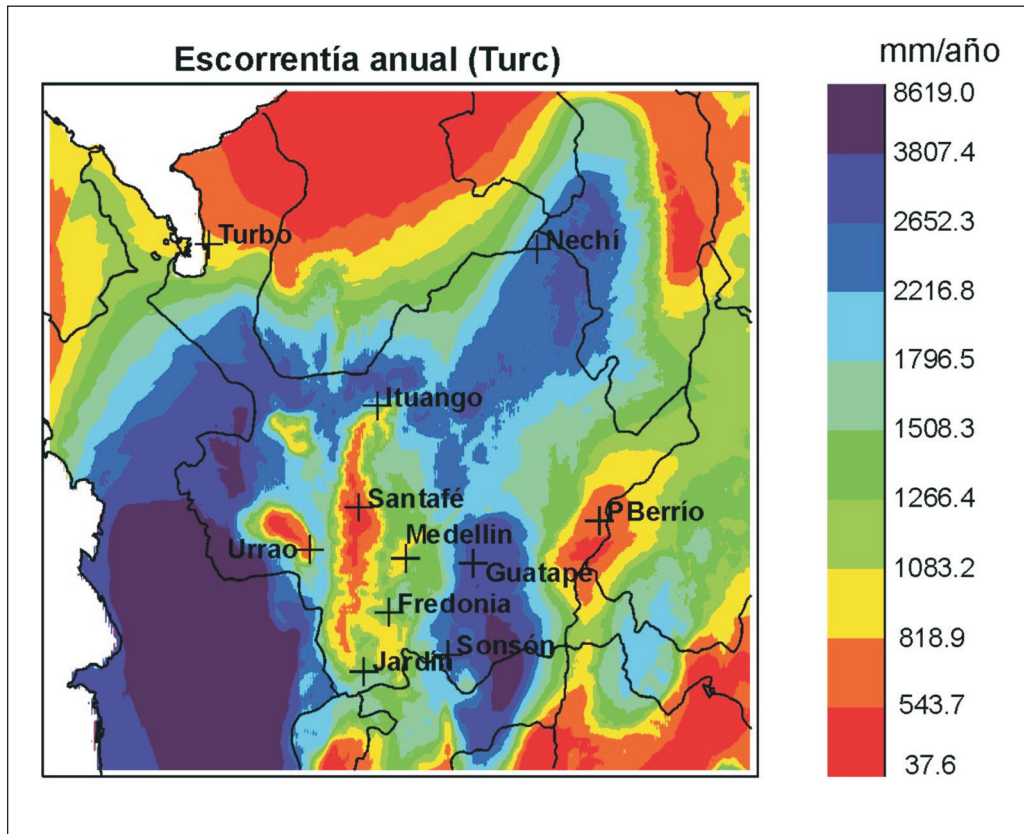 Escorrentía anual (Turc)
mm/año
8619.0
3807.4
2652.3
2216.8
1796.5
1508.3
1266.4
1083.2
818.9
543.7
37.6
Turbo
Nechí
Ituango
Santafé
PBerrío
Medellin
Urrao
Guatapé
Fredonia
Sonsón
Jardín